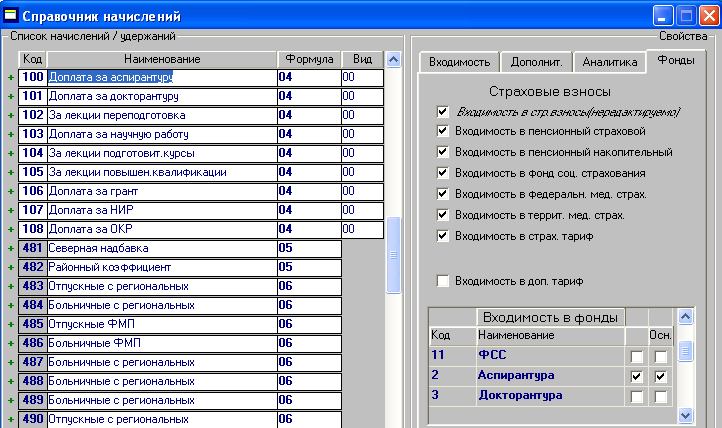 Справочник начислений
Список начислений / удержаний
Код Наименование Формула Вид
+ 100 Доплата за аспирантуру 04 00
+ 101 Доплата за докторантуру 04 00
+ 102 За лекции переподготовка 04 00
+ 103 Доплата за научную работу 04 00
+ 104 За лекции подготовит.курсы 04 00
+ 105 За лекции повышен.квалификации 04 00
+ 106 Доплата за грант 04 00
+ 107 Доплата за НИР 04 00
+ 108 Доплата за ОКР 04 00
+ 481 Северная надбавка 05
+ 482 Районный коэффициент 05
+ 483 Отпускные с региональных 06
+ 484 Больничные с региональных 06
+ 485 Отпускные ФМП 06
+ 486 Больничные ФМП 06
+ 487 Больничные с региональных 06
+ 488 Больничные с региональных 06
+ 489 Больничные с региональных 06
+ 490 Отпускные с региональных 06
Свойства
Входимость Дополнит. Аналитика Фонды
Страховые взносы
Входимость в стр.взносы(нередактируемо)
Входимость в пенсионный страховой
Входимость в пенсионный накопительный
Входимость в фонд соц. страхования
Входимость в Федеральн. мед. страх.
Входимость в террит. мед. страх.
Входимость в страх. тариф
Входимость в доп. тариф
Входимость в фонды
Код Наименование Осн.
11 ФСС
2 Аспирантура
3 Докторантура